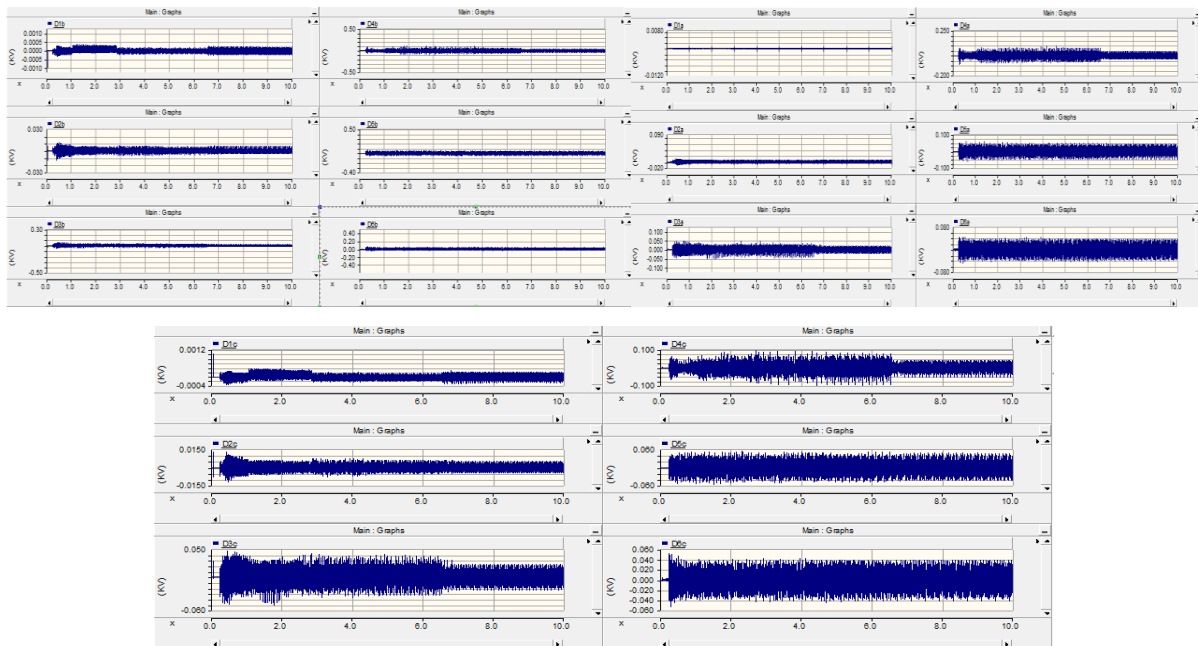 Main : Graphs
D1b
(KV)
0.0010
0.0005
0.0000
-0.0005
-0.0010
x 0.0 1.0 2.0 3.0 4.0 5.0 6.0 7.0 8.0 9.0 10.0
Main : Graphs
D2b
(KV)
0.030
-0.030
x 0.0 1.0 2.0 3.0 4.0 5.0 6.0 7.0 8.0 9.0 10.0
Main : Graphs
D3b
(KV)
0.30
-0.50
x 0.0 1.0 2.0 3.0 4.0 5.0 6.0 7.0 8.0 9.0 10.0
Main : Graphs
D4b
(KV)
0.50
-0.50
x 0.0 1.0 2.0 3.0 4.0 5.0 6.0 7.0 8.0 9.0 10.0
Main : Graphs
D5b
(KV)
0.50
-0.40
x 0.0 1.0 2.0 3.0 4.0 5.0 6.0 7.0 8.0 9.0 10.0
Main : Graphs
D6b
(KV)
0.40
0.20
0.00
-0.20
-0.40
x 0.0 1.0 2.0 3.0 4.0 5.0 6.0 7.0 8.0 9.0 10.0
Main : Graphs
D1a
(KV)
0.0080
-0.0120
x 0.0 1.0 2.0 3.0 4.0 5.0 6.0 7.0 8.0 9.0 10.0
Main : Graphs
D2a
(KV)
0.090
-0.020
x 0.0 1.0 2.0 3.0 4.0 5.0 6.0 7.0 8.0 9.0 10.0
Main : Graphs
D3a
(KV)
0.100
0.050
0.000
-0.050
-0.100
x 0.0 1.0 2.0 3.0 4.0 5.0 6.0 7.0 8.0 9.0 10.0
Main : Graphs
D4a
(KV)
0.250
-0.200
x 0.0 1.0 2.0 3.0 4.0 5.0 6.0 7.0 8.0 9.0 10.0
Main : Graphs
D5a
(KV)
0.100
-0.100
x 0.0 1.0 2.0 3.0 4.0 5.0 6.0 7.0 8.0 9.0 10.0
Main : Graphs
D6a
(KV)
0.080
-0.080
x 0.0 1.0 2.0 3.0 4.0 5.0 6.0 7.0 8.0 9.0 10.0
Main : Graphs
D1c
(KV)
0.0012
-0.0004
x 0.0 2.0 4.0 6.0 8.0 10.0
Main : Graphs
D2c
(KV)
0.0150
-0.0150
x 0.0 2.0 4.0 6.0 8.0 10.0
Main : Graphs
D3c
(KV)
0.050
-0.060
x 0.0 2.0 4.0 6.0 8.0 10.0
Main : Graphs
D4c
(KV)
0.100
-0.100
x 0.0 2.0 4.0 6.0 8.0 10.0
Main : Graphs
D5c
(KV)
0.060
-0.060
x 0.0 2.0 4.0 6.0 8.0 10.0
Main : Graphs
D6c
(KV)
0.060
0.040
0.020
0.000
-0.020
-0.040
-0.060
x 0.0 2.0 4.0 6.0 8.0 10.0